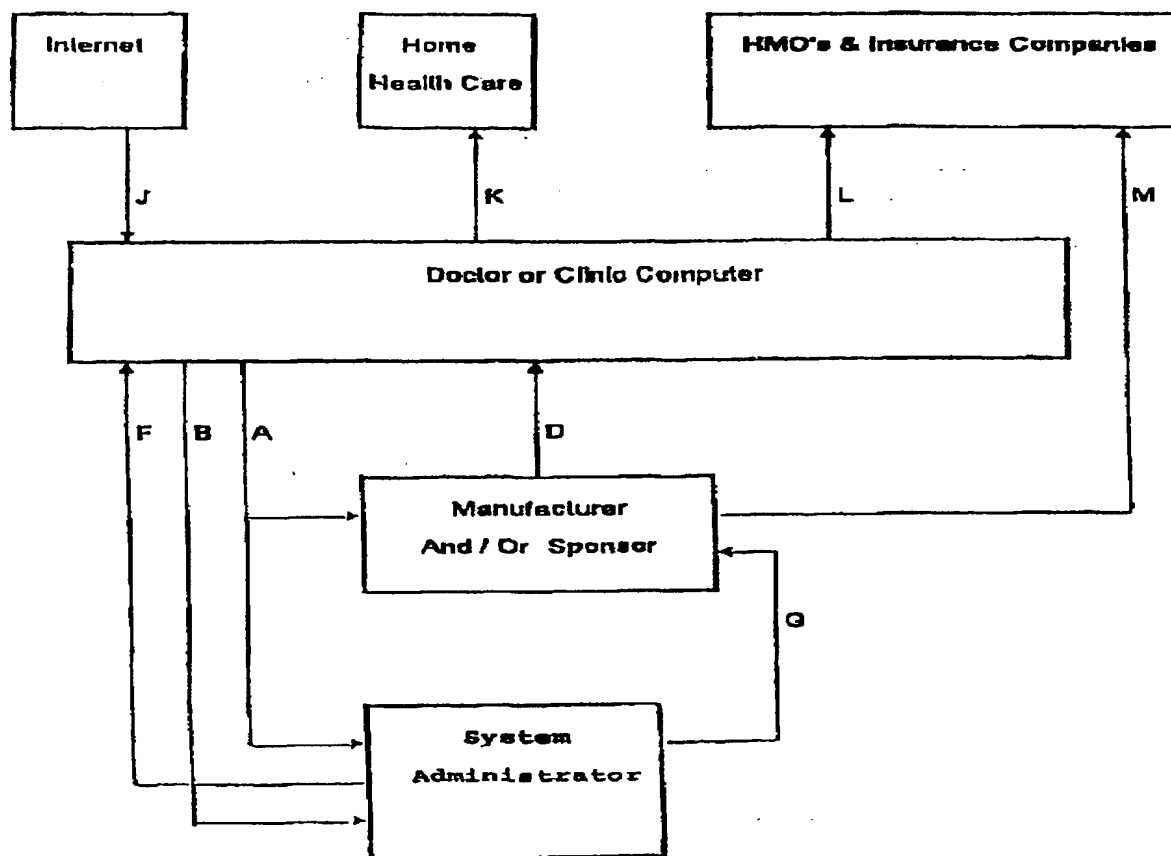 Internet
Home
Health Care
HMO's & Insurance Companies
J
K
L
M
Doctor or Clinic Computer
F
B
A
D
Manufacturer
And / Or Sponsor
G
System
Administrator